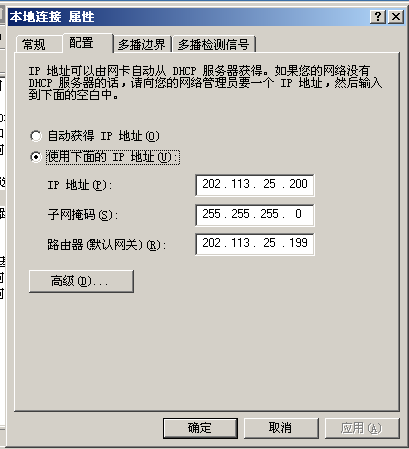 本地连接 属性
常规 配置 多播边界 多播检测信号
IP 地址可以由网卡自动从 DHCP 服务器获得。如果您的网络没有
DHCP 服务器的话,请向您的网络管理员要一个 IP 地址,然后输入
到下面的空白中。
自动获得 IP 地址(O)
使用下面的 IP 地址(U):
IP 地址(P): 202 .113 . 25 .200
子网掩码(S): 255 .255 .255 . 0
路由器(默认网关)(R): 202 .113 . 25 .199
高级(D)...
确定 取消 应用(A)